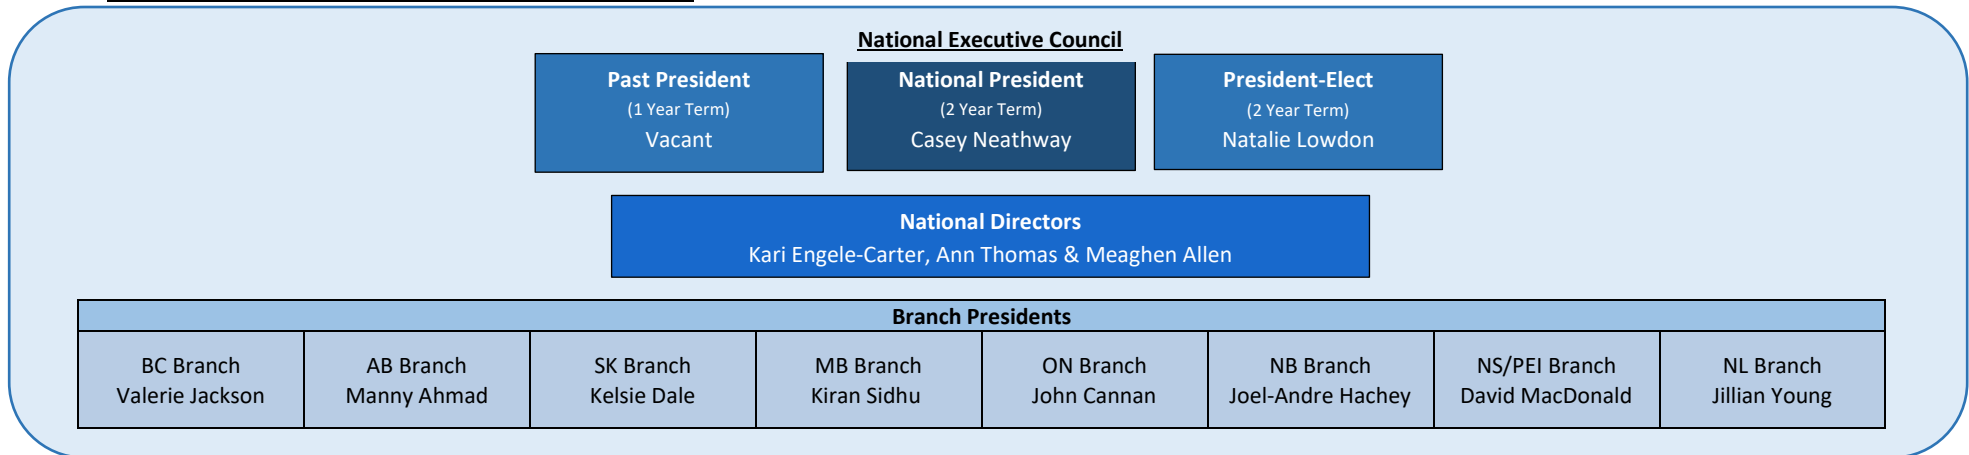 National Executive Council
Past President
(1 Year Term)
Vacant
National President
(2 Year Term)
Casey Neathway
President-Elect
(2 Year Term)
Natalie Lowdon
National Directors
Kari Engele-Carter, Ann Thomas & Meaghen Allen
Branch Presidents
BC Branch
Valerie Jackson
AB Branch
Manny Ahmad
SK Branch
Kelsie Dale
MB Branch
Kiran Sidhu
ON Branch
John Cannan
NB Branch
Joel-Andre Hachey
NS/PEI Branch
David MacDonald
NL Branch
Jillian Young